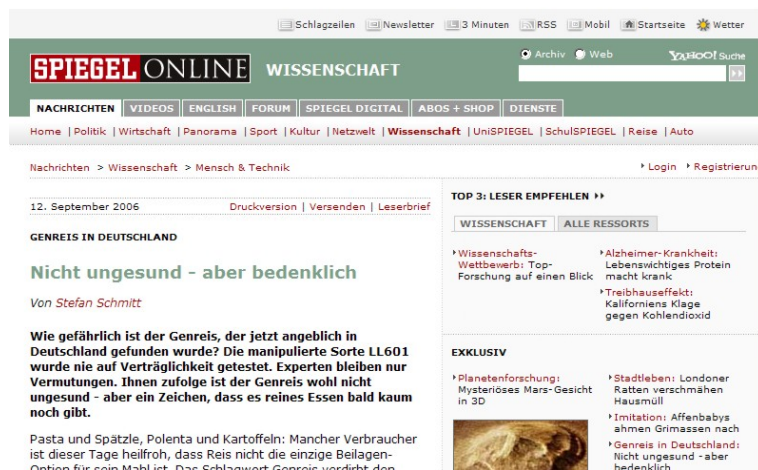 Schlagzeilen Newsletter 3 Minuten RSS Mobil Startseite Wetter
SPIEGEL ONLINE WISSENSCHAFT
Archiv Web YAHOO! Suche
NACHRICHTEN VIDEOS ENGLISH FORUM SPIEGEL DIGITAL ABOS + SHOP DIENSTE
Home | Politik | Wirtschaft | Panorama | Sport | Kultur | Netzwelt | Wissenschaft | UniSPIEGEL | SchulSPIEGEL | Reise | Auto
Nachrichten > Wissenschaft > Mensch & Technik
Login Registrierun
12. September 2006 Druckversion | Versenden | Leserbrief
GENREIS IN DEUTSCHLAND
Nicht ungesund - aber bedenklich
Von Stefan Schmitt
Wie gefährlich ist der Genreis, der jetzt angeblich in
Deutschland gefunden wurde? Die manipulierte Sorte LL601
wurde nie auf Verträglichkeit getestet. Experten bleiben nur
Vermutungen. Ihnen zufolge ist der Genreis wohl nicht
ungesund - aber ein Zeichen, dass es reines Essen bald kaum
noch gibt.
Pasta und Spätzle, Polenta und Kartoffeln: Mancher Verbraucher
ist dieser Tage heilfroh, dass Reis nicht die einzige Beilagen-
Option für sein Mahl ist. Das Schlagwort Genreis verdirbt den
TOP 3: LESER EMPFEHLEN
WISSENSCHAFT ALLE RESSORTS
Wissenschafts-
Wettbewerb: Top-
Forschung auf einen Blick
Alzheimer-Krankheit:
Lebenswichtiges Protein
macht krank
Treibhauseffekt:
Kaliforniens Klage
gegen Kohlendioxid
EXKLUSIV
Planetenforschung:
Mysteriöses Mars-Gesicht
in 3D
Stadtleben: Londoner
Ratten verschmähen
Hausmüll
Imitation: Affenbabys
ahmen Grimassen nach
Genreis in Deutschland:
Nicht ungesund -aber
bedenklich